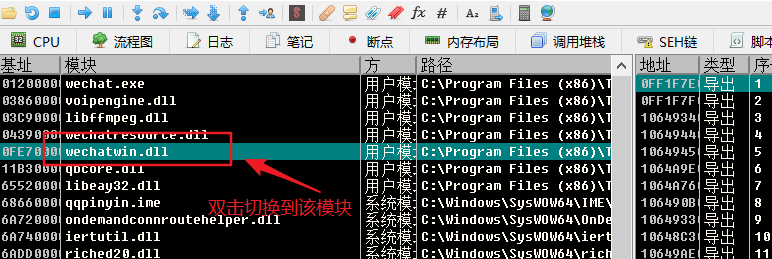 fx # A₂
CPU 流程图 日志 笔记 断点 内存布局 调用堆栈 SEH链 脚本
基址 模块 方 路径 地址 类型 序
01200000 wechat.exe 用户模 C:\Program Files (x86)\T 0FF1F7E 导出 1
03860000 voipengine.dll 用户模 C:\Program Files (x86)\T 0FF1F7F 导出 2
03C90000 libffmpeg.dll 用户模 C:\Program Files (x86)\T 1064934 导出 3
04390000 wechatresource.dll 用户模 C:\Program Files (x86)\T 1064944 导出 4
0FE70000 wechatwin.dll 用户模 C:\Program Files (x86)\T 1064945 导出 5
11B30000 qbcore.dll 用户模 C:\Program Files (x86)\T 1064A9E 导出 6
65520000 libeay32.dll 用户模 C:\Program Files (x86)\T 1064A76 导出 7
68660000 qqpinyin.ime 系统模 C:\Windows\SysWOW64\IME\ 106490B 导出 8
6A720000 ondemandconnroutehelper.dll 系统模 C:\Windows\SysWOW64\OnDe 1064933 导出 9
6A740000 iertutil.dll 系统模 C:\Windows\SysWOW64\iert 10648C3 导出 10
6ADD0000 riched20.dll 系统模 C:\Windows\SysWOW64\rich 10649AE 导出 11
双击切换到该模块